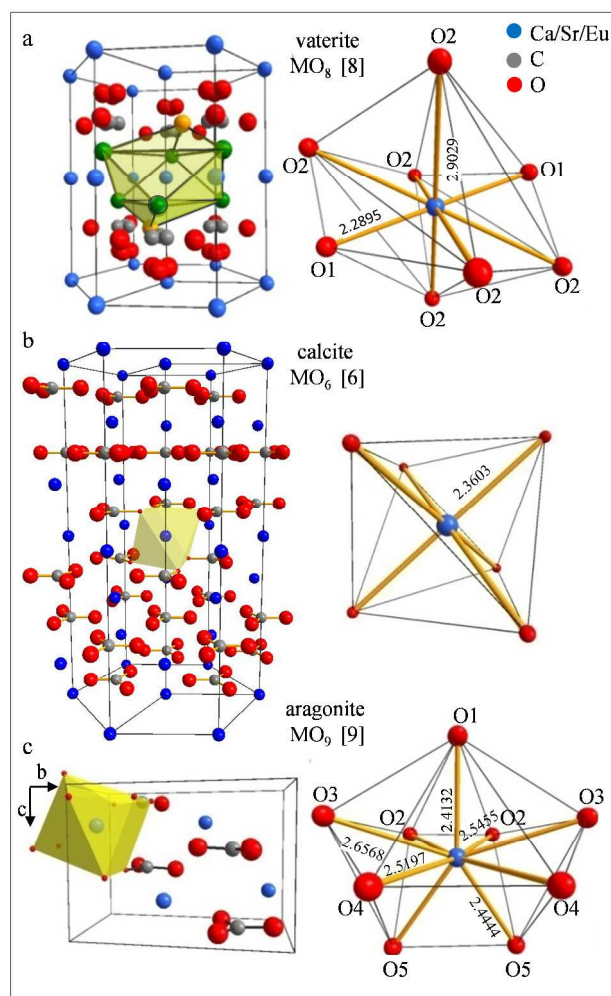 a
vaterite
MO8 [8]
Ca/Sr/Eu
C
O
O2
O2
O2
2.9029
O1
2.2895
O1
O2
O2
O2
b
calcite
MO6 [6]
2.3603
aragonite
MO9 [9]
c
b
c
O1
O3
O2
2.4132
2.5455
O2
O3
2.6568
2.5197
O4
2.4444
O4
O5
O5